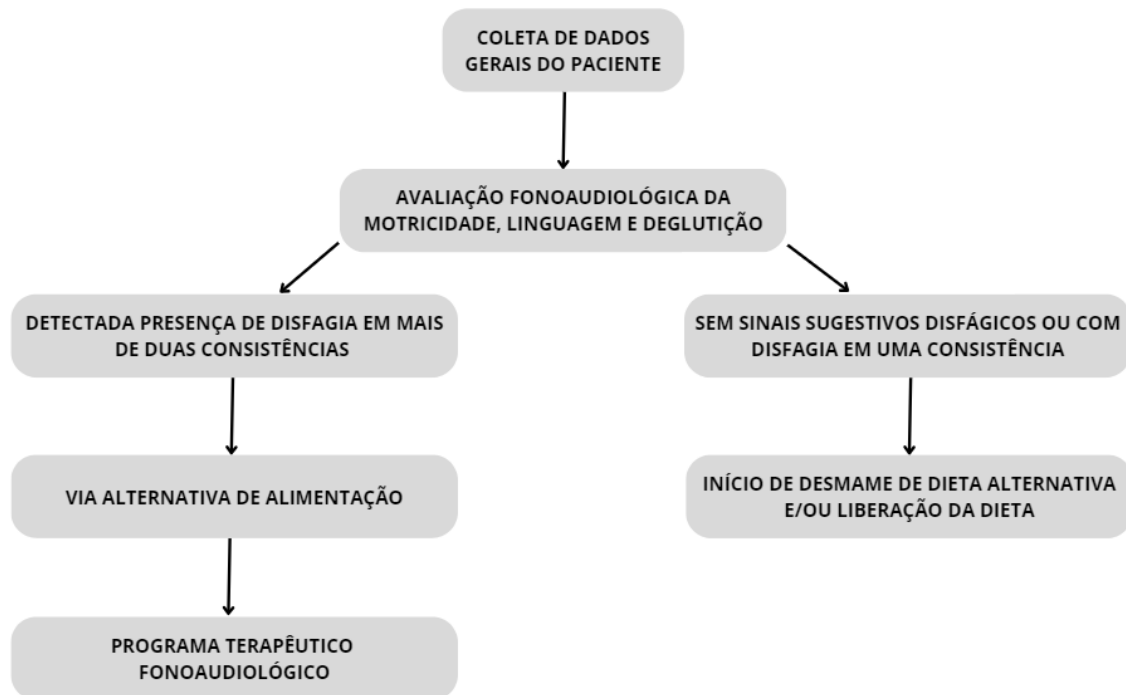 COLETA DE DADOS
GERAIS DO PACIENTE
AVALIAÇÃO FONOAUDIOLÓGICA DA
MOTRICIDADE, LINGUAGEM E DEGLUTIÇÃO
DETECTADA PRESENÇA DE DISFAGIA EM MAIS
DE DUAS CONSISTÊNCIAS
SEM SINAIS SUGESTIVOS DISFÁGICOS OU COM
DISFAGIA EM UMA CONSISTÊNCIA
VIA ALTERNATIVA DE ALIMENTAÇÃO
INÍCIO DE DESMAME DE DIETA ALTERNATIVA
E/OU LIBERAÇÃO DA DIETA
PROGRAMA TERAPÊUTICO
FONOAUDIOLÓGICO